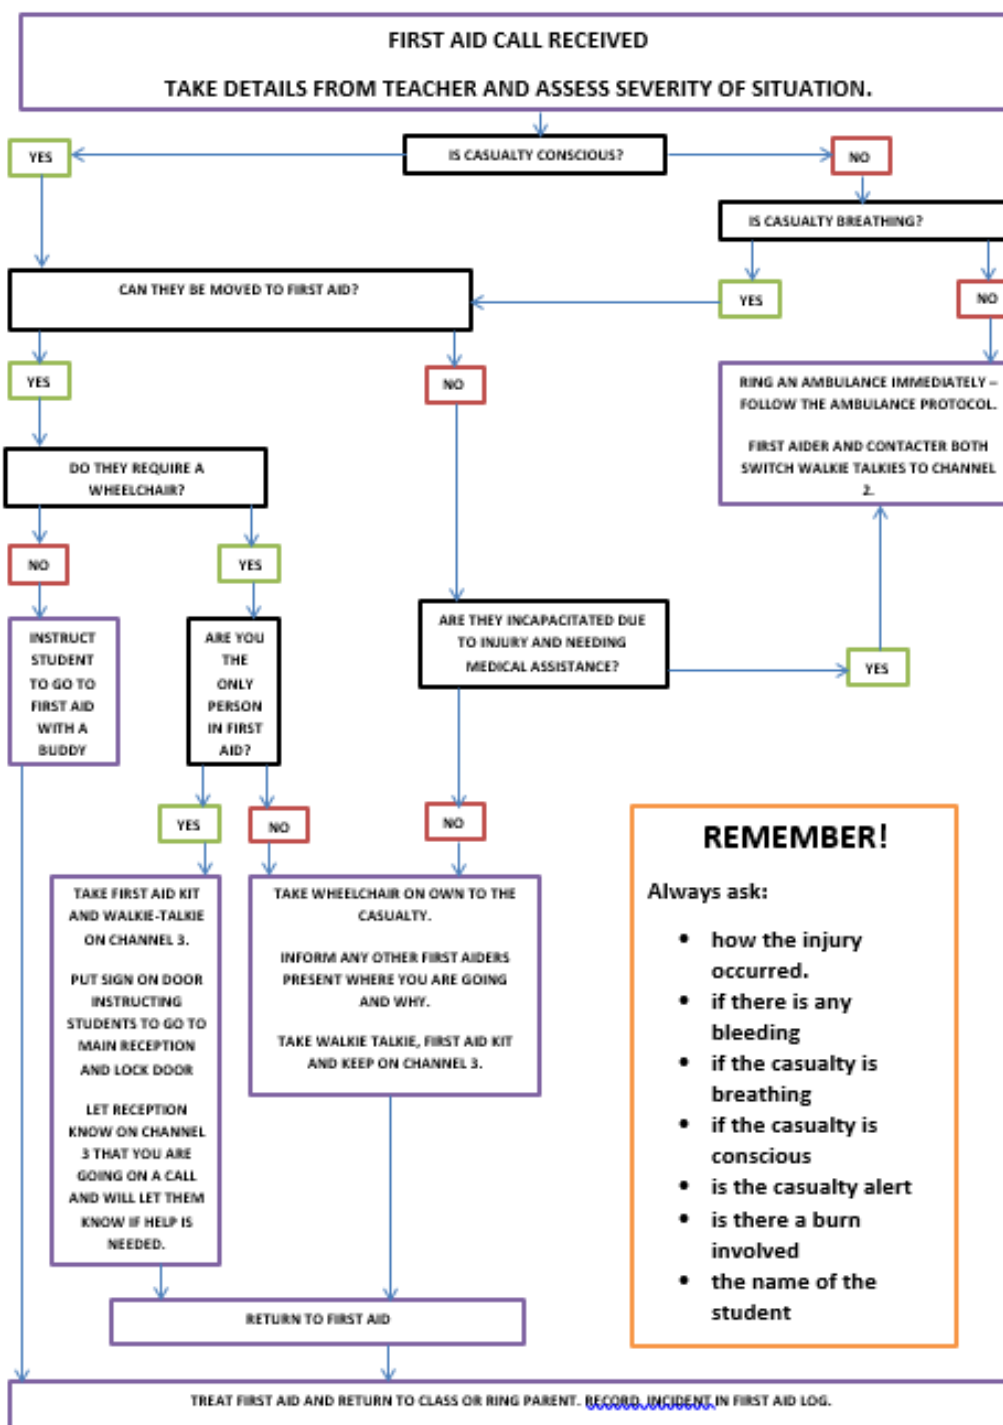 FIRST AID CALL RECEIVED
TAKE DETAILS FROM TEACHER AND ASSESS SEVERITY OF SITUATION.
YES
IS CASUALTY CONSCIOUS?
NO
IS CASUALTY BREATHING?
CAN THEY BE MOVED TO FIRST AID?
YES
NO
YES
NO
RING AN AMBULANCE IMMEDIATELY –
FOLLOW THE AMBULANCE PROTOCOL.
FIRST AIDER AND CONTACTER BOTH
SWITCH WALKIE TALKIES TO CHANNEL
2.
DO THEY REQUIRE A
WHEELCHAIR?
NO
YES
INSTRUCT
STUDENT
TO GO TO
FIRST AID
WITH A
BUDDY
ARE YOU
THE
ONLY
PERSON
IN FIRST
AID?
ARE THEY INCAPACITATED DUE
TO INJURY AND NEEDING
MEDICAL ASSISTANCE?
YES
YES
NO
NO
TAKE FIRST AID KIT
AND WALKIE-TALKIE
ON CHANNEL 3.
PUT SIGN ON DOOR
INSTRUCTING
STUDENTS TO GO TO
MAIN RECEPTION
AND LOCK DOOR
LET RECEPTION
KNOW ON CHANNEL
3 THAT YOU ARE
GOING ON A CALL
AND WILL LET THEM
KNOW IF HELP IS
NEEDED.
TAKE WHEELCHAIR ON OWN TO THE
CASUALTY.
INFORM ANY OTHER FIRST AIDERS
PRESENT WHERE YOU ARE GOING
AND WHY.
TAKE WALKIE TALKIE, FIRST AID KIT
AND KEEP ON CHANNEL 3.
REMEMBER!
Always ask:
• how the injury
occurred.
• if there is any
bleeding
• if the casualty is
breathing
• if the casualty is
conscious
• is the casualty alert
• is there a burn
involved
• the name of the
student
RETURN TO FIRST AID
TREAT FIRST AID AND RETURN TO CLASS OR RING PARENT. RECORD INCIDENT IN FIRST AID LOG.